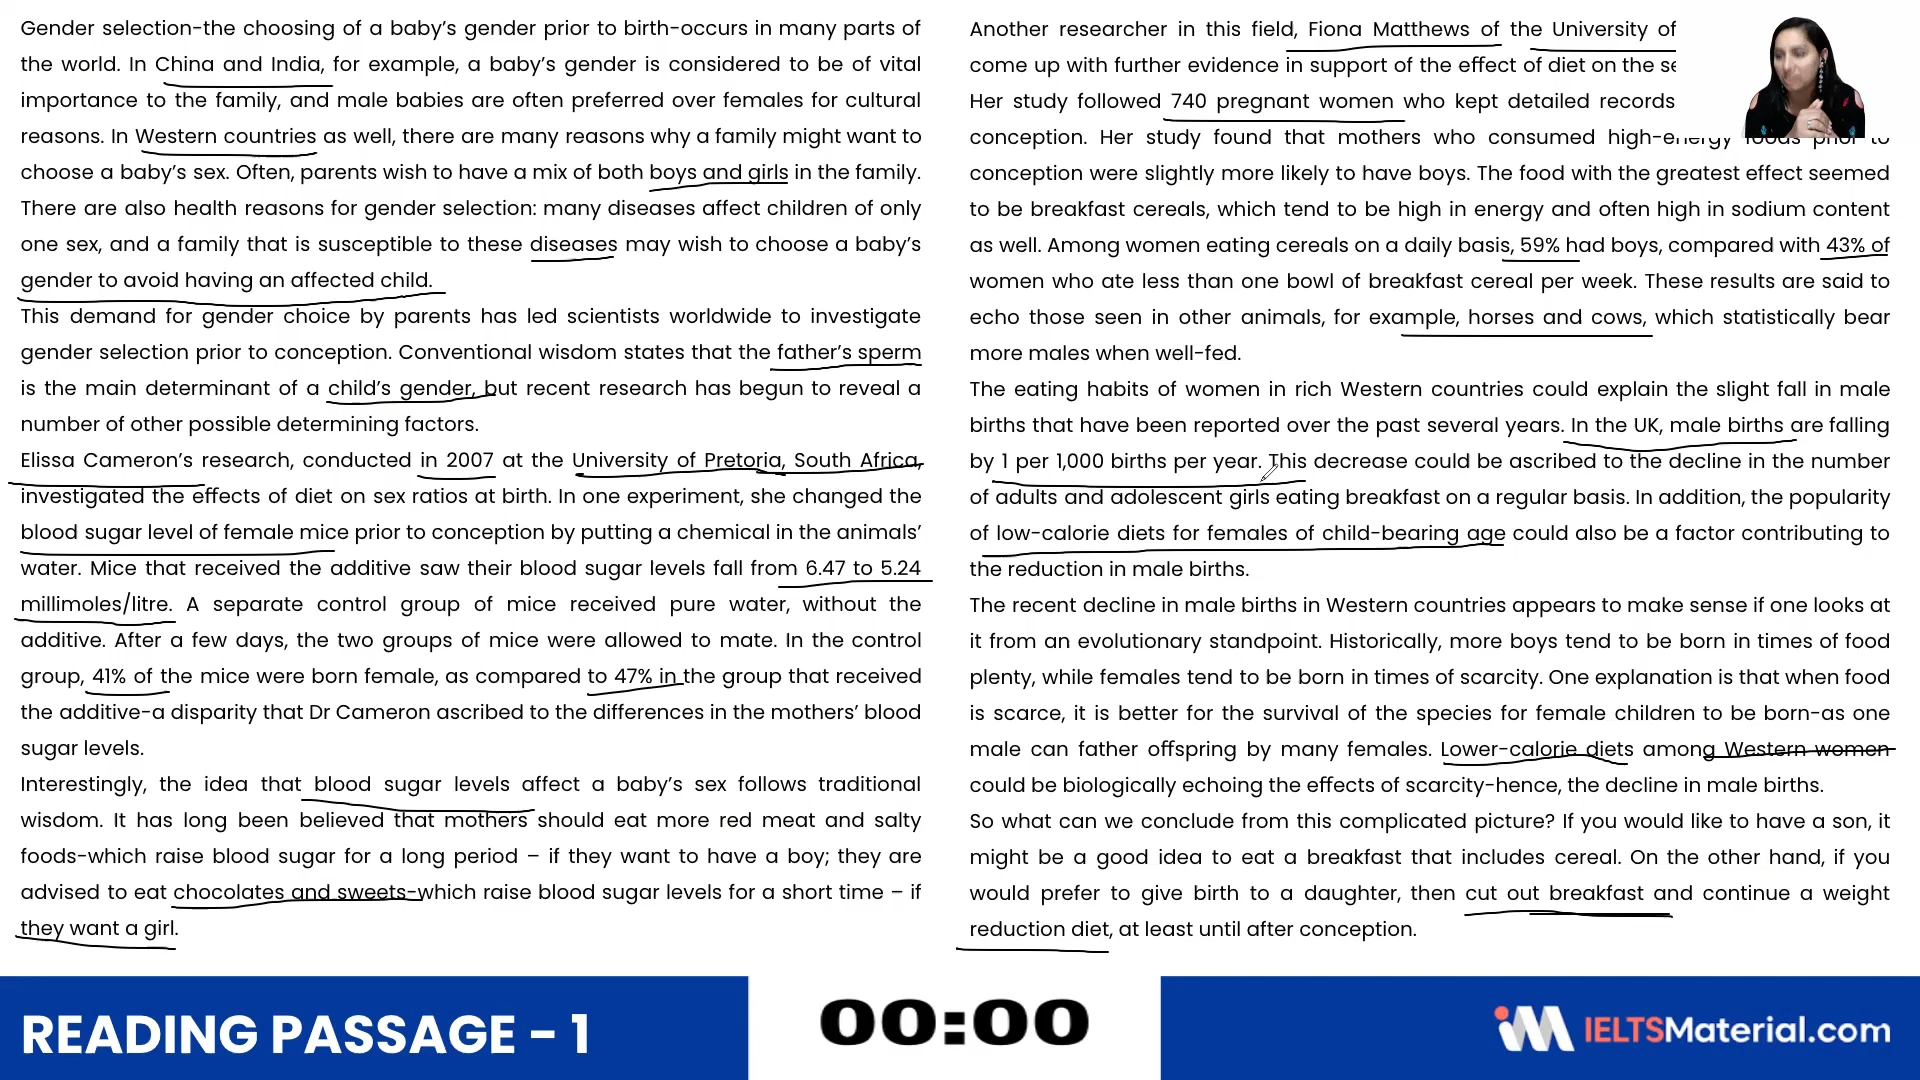 Gender selection-the choosing of a baby's gender prior to birth-occurs in many parts of
the world. In China and India, for example, a baby's gender is considered to be of vital
importance to the family, and male babies are often preferred over females for cultural
reasons. In Western countries as well, there are many reasons why a family might want to
choose a baby's sex. Often, parents wish to have a mix of both boys and girls in the family.
There are also health reasons for gender selection: many diseases affect children of only
one sex, and a family that is susceptible to these diseases may wish to choose a baby's
gender to avoid having an affected child.
This demand for gender choice by parents has led scientists worldwide to investigate
gender selection prior to conception. Conventional wisdom states that the father's sperm
is the main determinant of a child's gender, but recent research has begun to reveal a
number of other possible determining factors.
Elissa Cameron's research, conducted in 2007 at the University of Pretoria, South Africa,
investigated the effects of diet on sex ratios at birth. In one experiment, she changed the
blood sugar level of female mice prior to conception by putting a chemical in the animals'
water. Mice that received the additive saw their blood sugar levels fall from 6.47 to 5.24
millimoles/litre. A separate control group of mice received pure water, without the
additive. After a few days, the two groups of mice were allowed to mate. In the control
group, 41% of the mice were born female, as compared to 47% in the group that received
the additive-a disparity that Dr Cameron ascribed to the differences in the mothers' blood
sugar levels.
Interestingly, the idea that blood sugar levels affect a baby's sex follows traditional
wisdom. It has long been believed that mothers should eat more red meat and salty
foods-which raise blood sugar for a long period – if they want to have a boy; they are
advised to eat chocolates and sweets-which raise blood sugar levels for a short time – if
they want a girl.
Another researcher in this field, Fiona Matthews of the University of
come up with further evidence in support of the effect of diet on the
Her study followed 740 pregnant women who kept detailed records
conception. Her study found that mothers who consumed high-energy foods prior to
conception were slightly more likely to have boys. The food with the greatest effect seemed
to be breakfast cereals, which tend to be high in energy and often high in sodium content
as well. Among women eating cereals on a daily basis, 59% had boys, compared with 43% of
women who ate less than one bowl of breakfast cereal per week. These results are said to
echo those seen in other animals, for example, horses and cows, which statistically bear
more males when well-fed.
The eating habits of women in rich Western countries could explain the slight fall in male
births that have been reported over the past several years. In the UK, male births are falling
by 1 per 1,000 births per year. This decrease could be ascribed to the decline in the number
of adults and adolescent girls eating breakfast on a regular basis. In addition, the popularity
of low-calorie diets for females of child-bearing age could also be a factor contributing to
the reduction in male births.
The recent decline in male births in Western countries appears to make sense if one looks at
it from an evolutionary standpoint. Historically, more boys tend to be born in times of food
plenty, while females tend to be born in times of scarcity. One explanation is that when food
is scarce, it is better for the survival of the species for female children to be born-as one
male can father offspring by many females. Lower-calorie diets among Western women
could be biologically echoing the effects of scarcity-hence, the decline in male births.
So what can we conclude from this complicated picture? If you would like to have a son, it
might be a good idea to eat a breakfast that includes cereal. On the other hand, if you
would prefer to give birth to a daughter, then cut out breakfast and continue a weight
reduction diet, at least until after conception.
READING PASSAGE - 1
00:00
IELTSMaterial.com